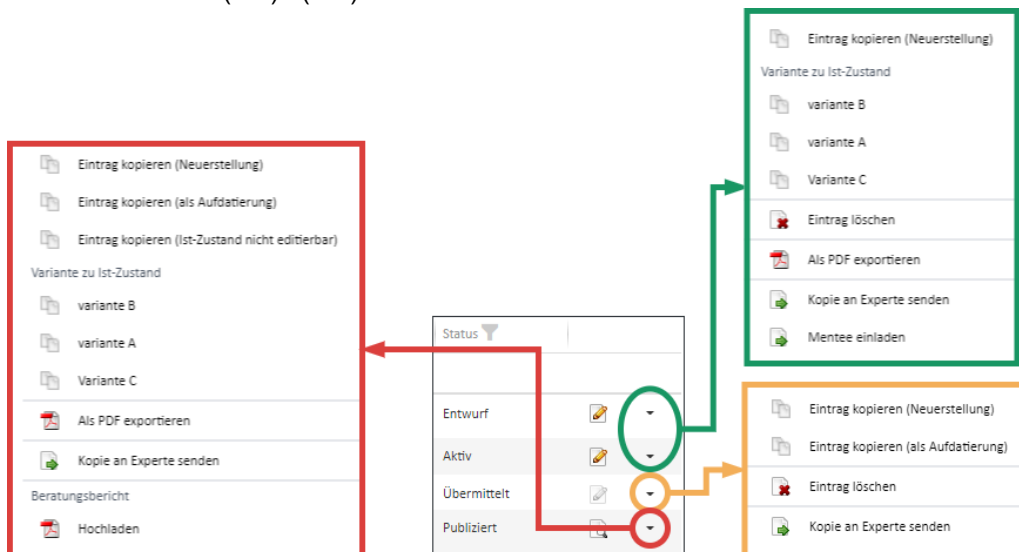 Eintrag kopieren (Neuerstellung)
Eintrag kopieren (als Aufdatierung)
Eintrag kopieren (Ist-Zustand nicht editierbar)
Variante zu Ist-Zustand
variante B
variante A
Variante C
Als PDF exportieren
Kopie an Experte senden
Beratungsbericht
Hochladen
Status
Entwurf
Aktiv
Übermittelt
Publiziert
Eintrag kopieren (Neuerstellung)
Variante zu Ist-Zustand
variante B
variante A
Variante C
Eintrag löschen
Als PDF exportieren
Kopie an Experte senden
Mentee einladen
Eintrag kopieren (Neuerstellung)
Eintrag kopieren (als Aufdatierung)
Eintrag löschen
Kopie an Experte senden